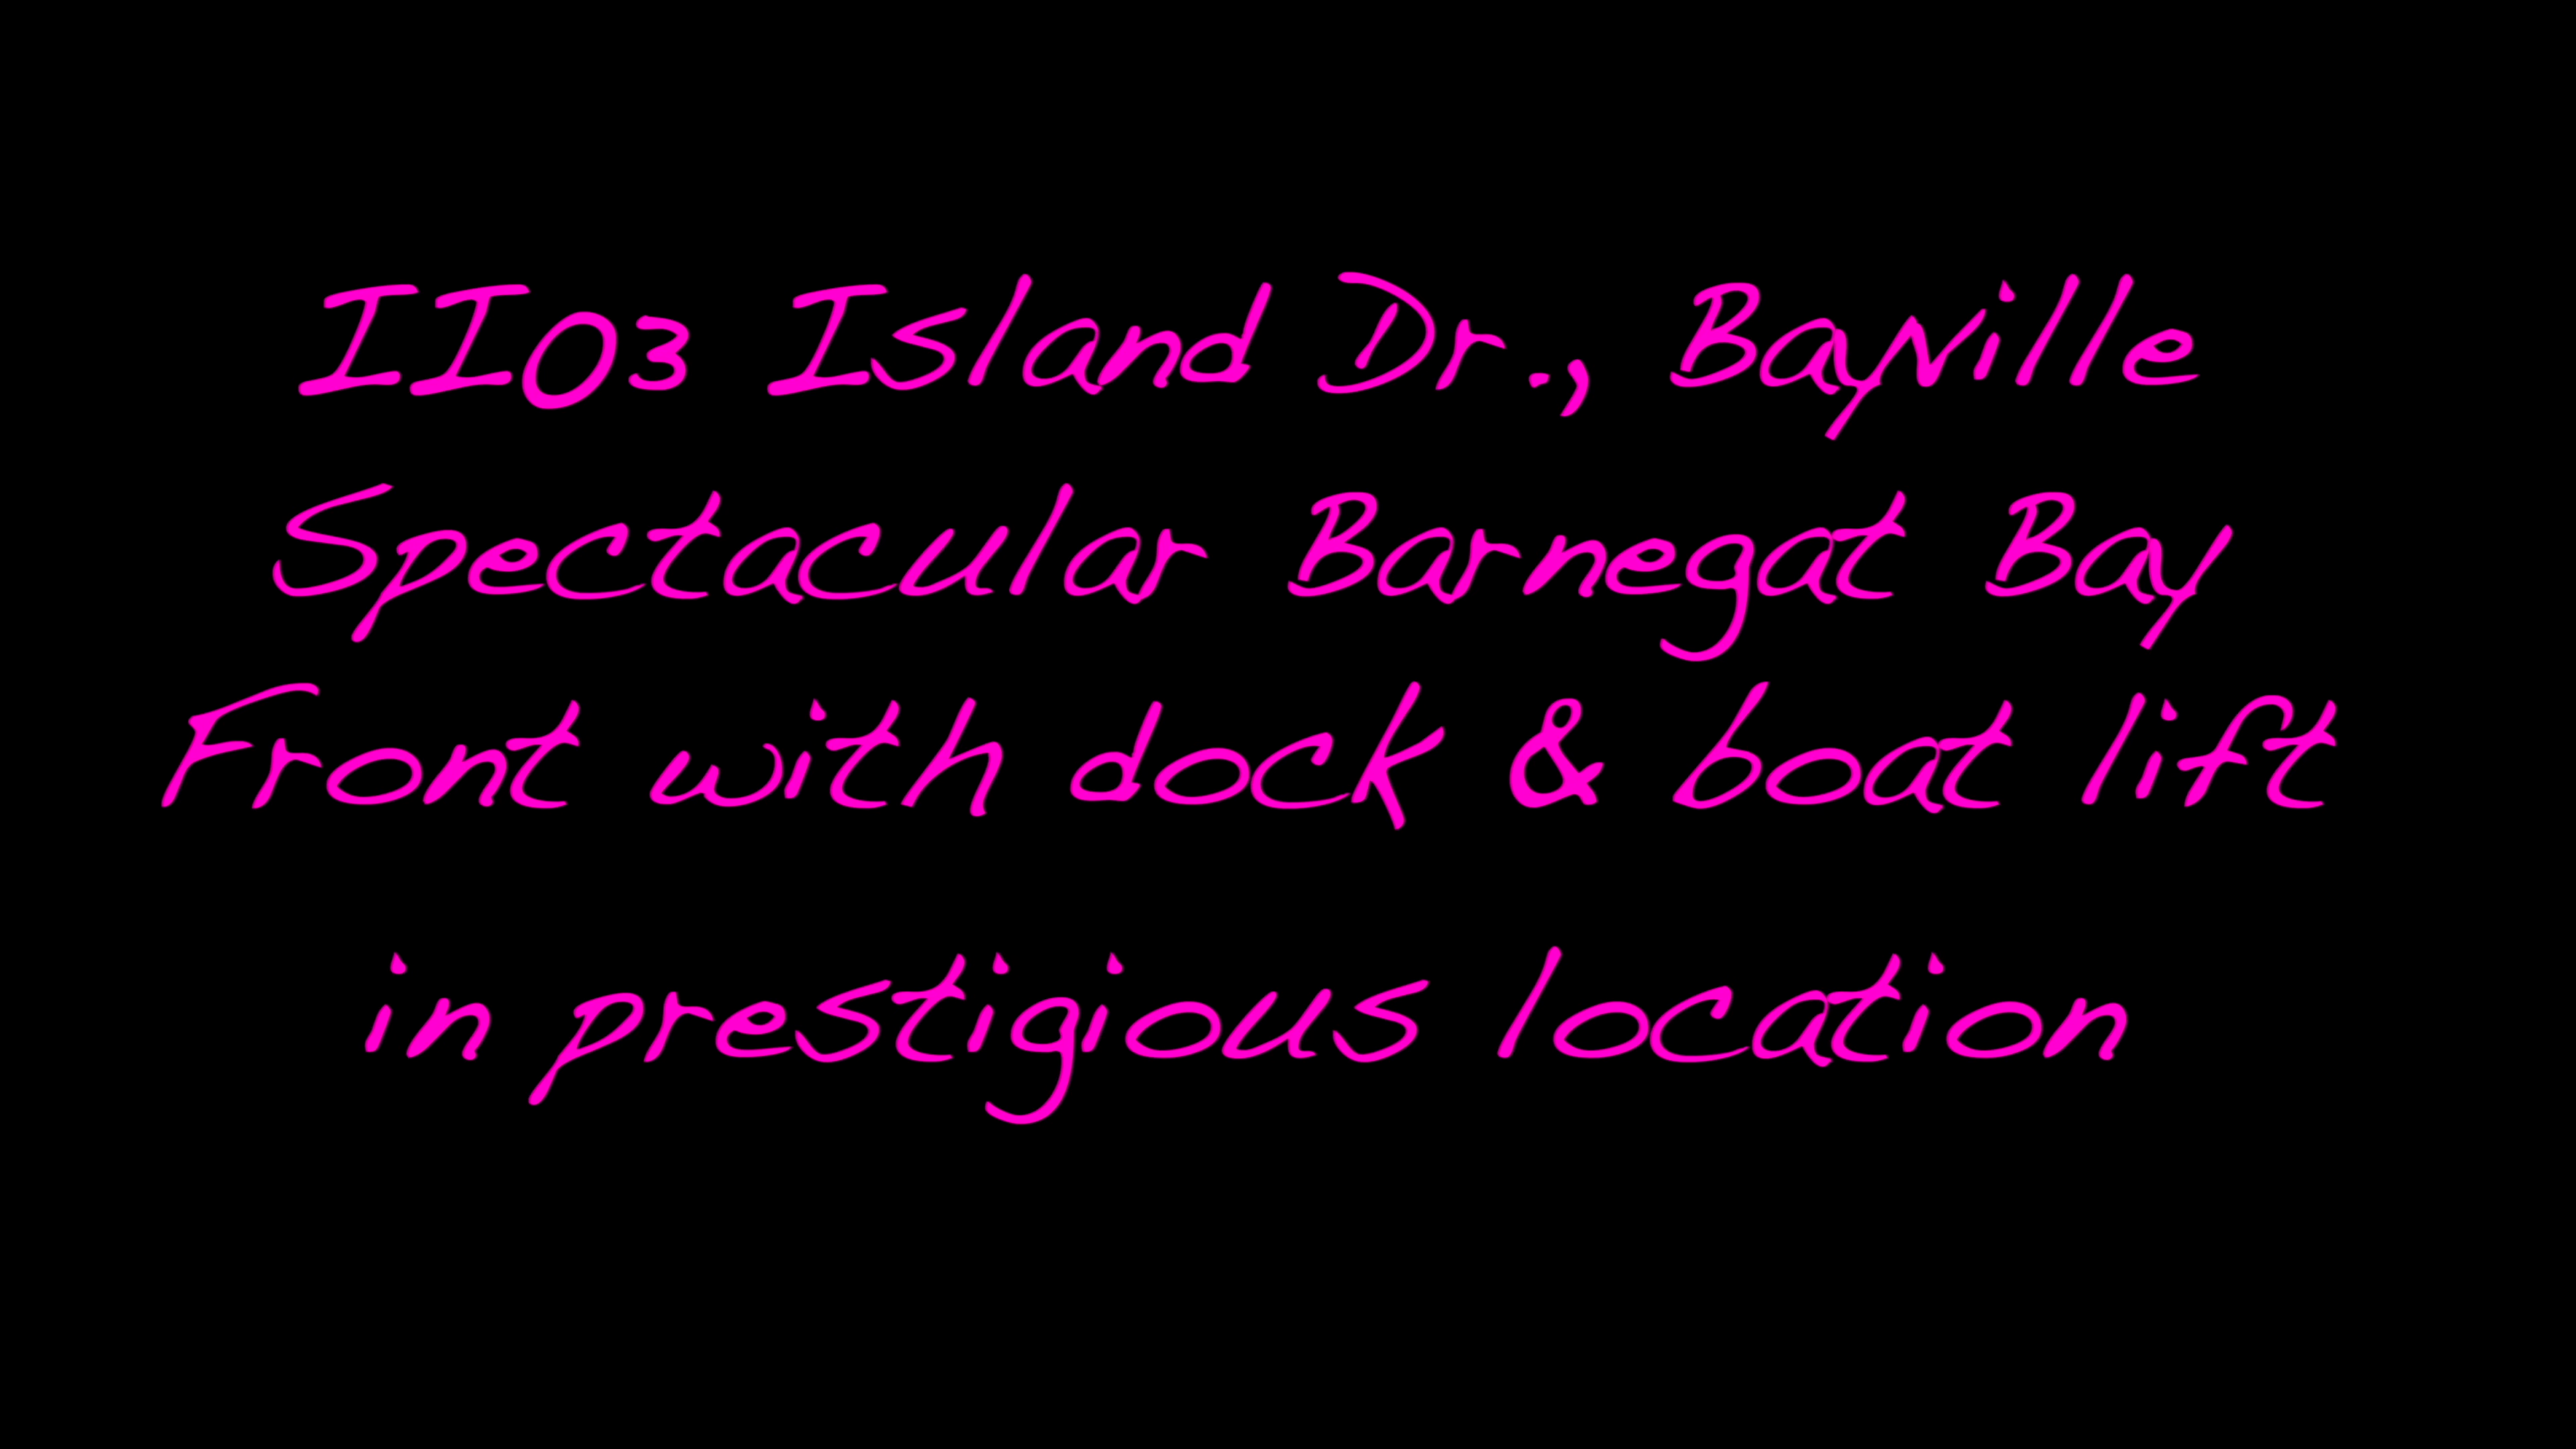 1103 Island Dr., Bayville
Spectacular Barnegat Bay
Front with dock & boat lift
in prestigious location